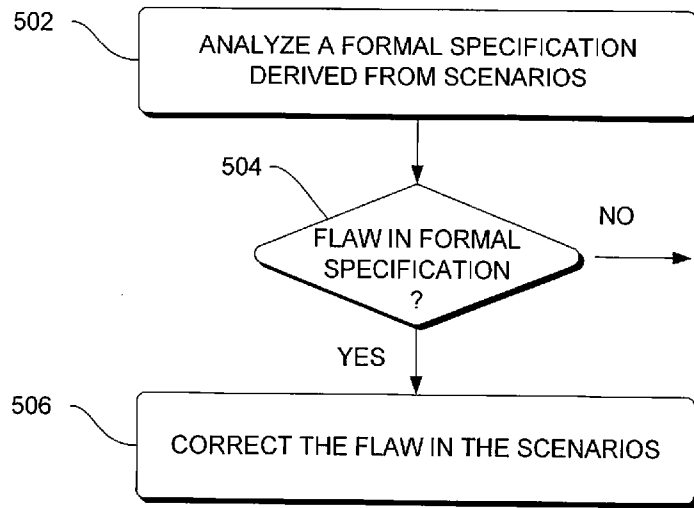 502
ANALYZE A FORMAL SPECIFICATION
DERIVED FROM SCENARIOS
504
FLAW IN FORMAL
SPECIFICATION
?
NO
YES
506
CORRECT THE FLAW IN THE SCENARIOS